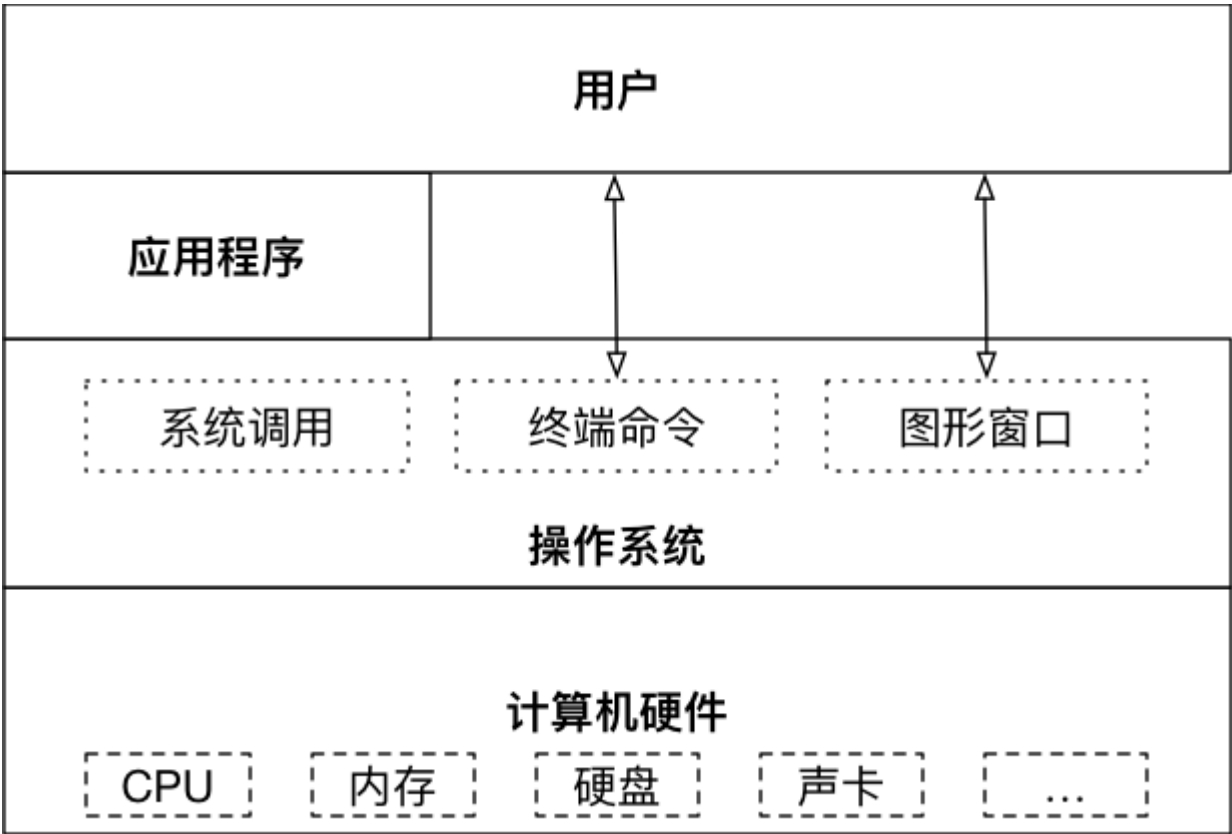 用户
应用程序
系统调用 终端命令 图形窗口
操作系统
计算机硬件
CPU 内存 硬盘 声卡 ...